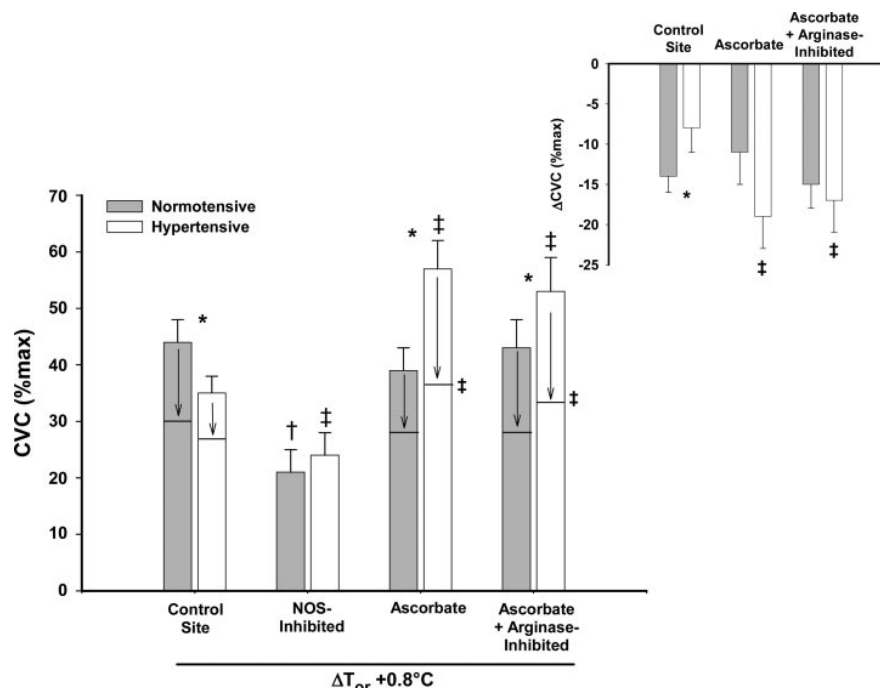 Control
Site
Ascorbate
Ascorbate
+ Arginase-
Inhibited
0
-5
-10
-15
-20
-25
ΔCVC (%max)
*
‡
‡
70
60
50
40
30
20
10
0
CVC (%max)
Normotensive
Hypertensive
*
†
‡
*
‡
‡
*
‡
‡
Control
Site
NOS-
Inhibited
Ascorbate
Ascorbate
+ Arginase-
Inhibited
ΔTor +0.8°C